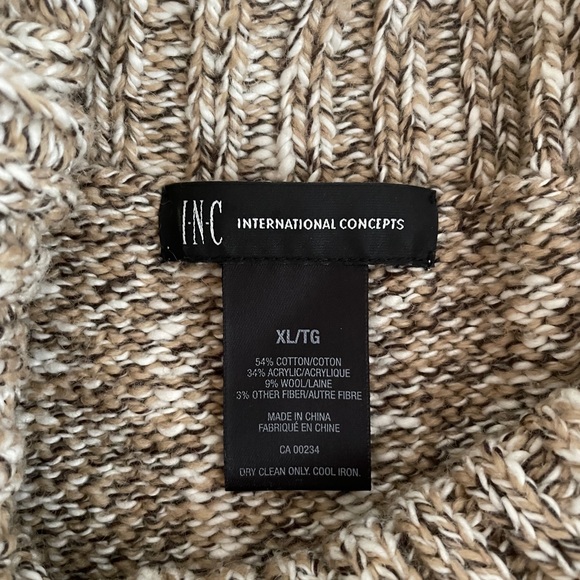 I·N·C INTERNATIONAL CONCEPTS
XL/TG
54% COTTON/COTON
34% ACRYLIC/ACRYLIQUE
9% WOOL/LAINE
3% OTHER FIBER/AUTRE FIBRE
MADE IN CHINA
FABRIQUÉ EN CHINE
CA 00234
DRY CLEAN ONLY. COOL IRON.